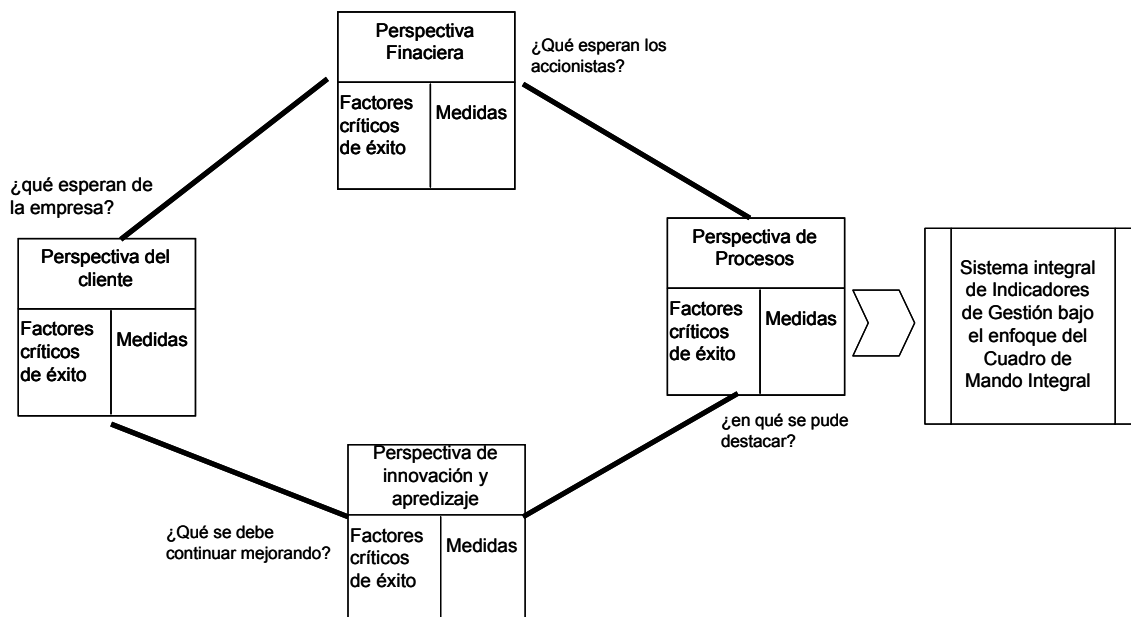 Perspectiva
Finaciera
Factores
críticos
de éxito
Medidas
¿Qué esperan los
accionistas?
¿qué esperan de
la empresa?
Perspectiva del
cliente
Factores
críticos
de éxito
Medidas
Perspectiva de
Procesos
Factores
críticos
de éxito
Medidas
Sistema integral
de Indicadores
de Gestión bajo
el enfoque del
Cuadro de
Mando Integral
¿en qué se pude
destacar?
Perspectiva de
innovación y
apredizaje
Factores
críticos
de éxito
Medidas
¿Qué se debe
continuar mejorando?